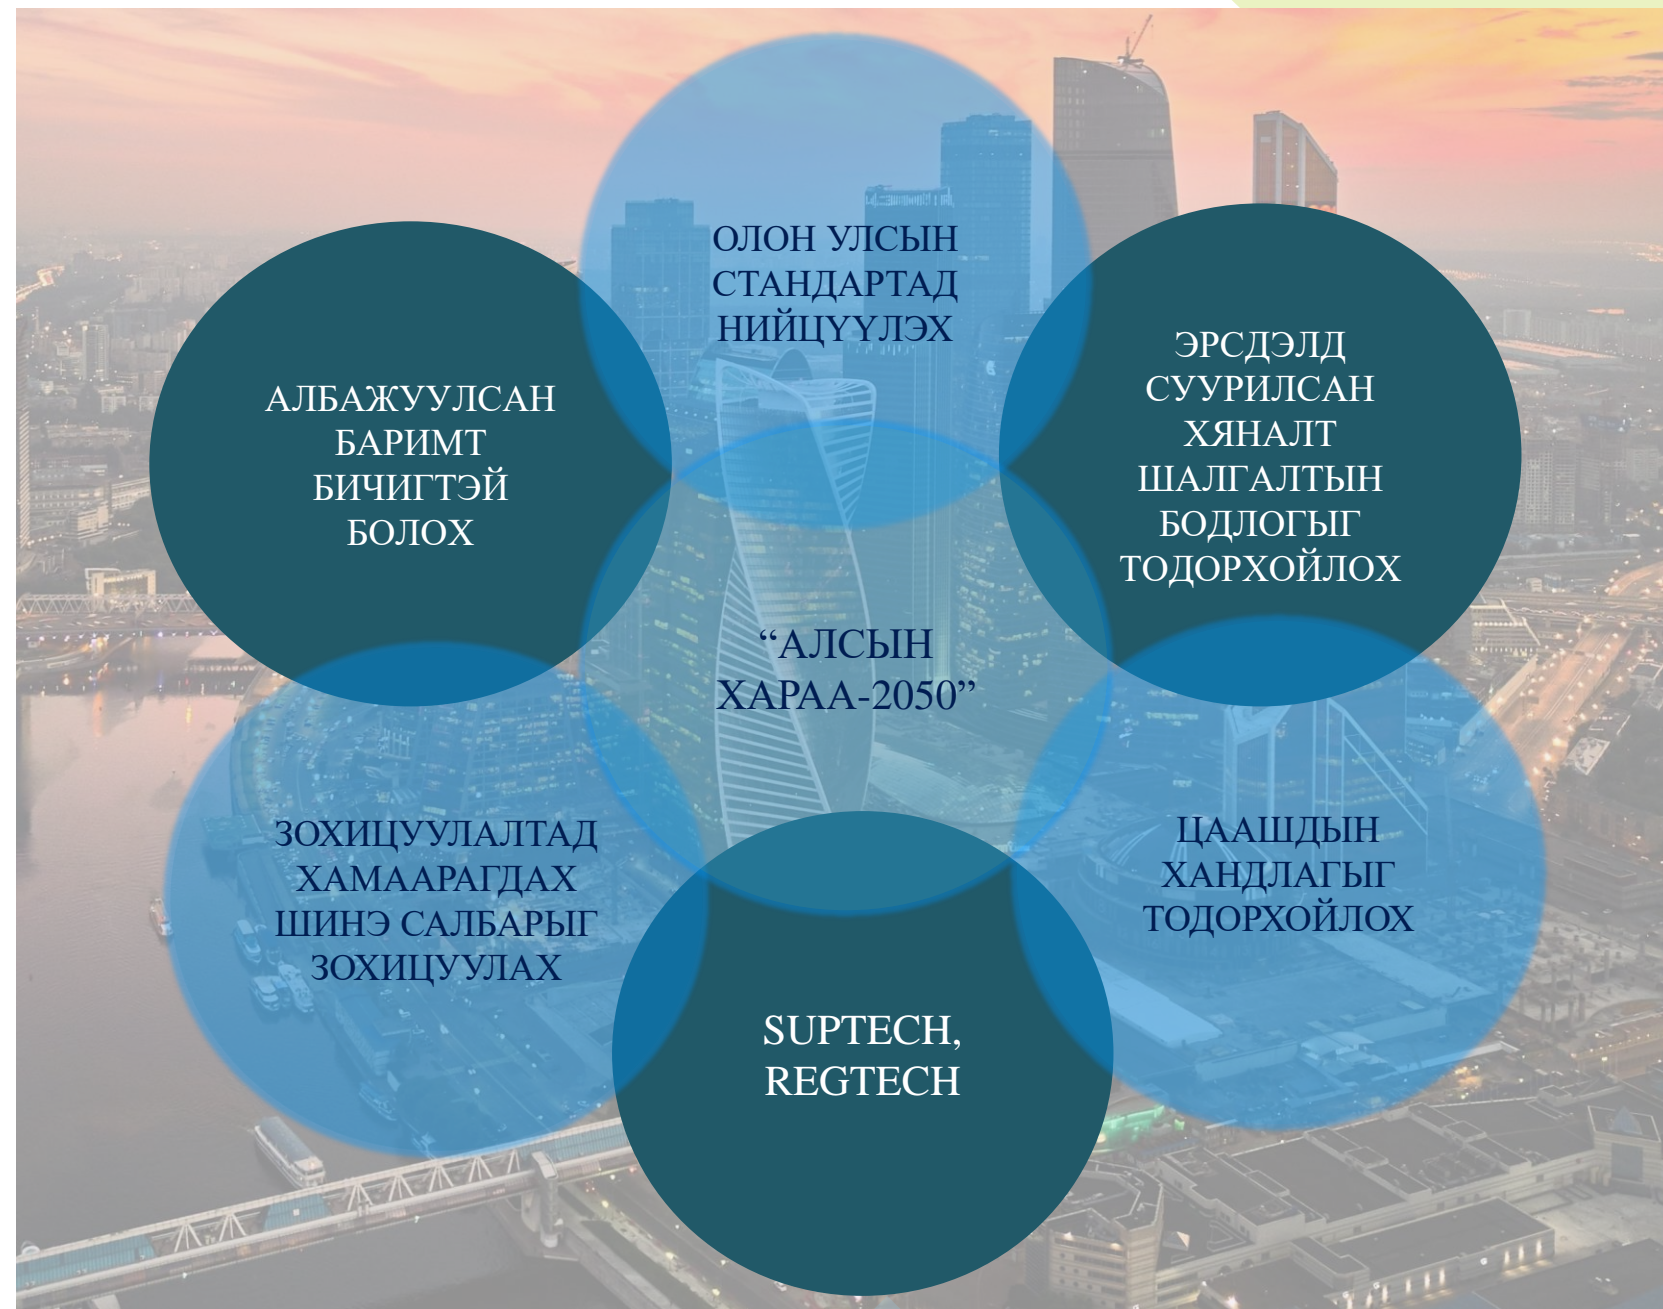 ОЛОН УЛСЫН
СТАНДАРТАД
НИЙЦҮҮЛЭХ
АЛБАЖУУЛСАН
БАРИМТ
БИЧИГТЭЙ
БОЛОХ
ЭРСДЭЛД
СУУРИЛСАН
ХЯНАЛТ
ШАЛГАЛТЫН
БОДЛОГЫГ
ТОДОРХОЙЛОХ
“АЛСЫН
ХАРАА-2050”
ЗОХИЦУУЛАЛТАД
ХАМААРАГДАХ
ШИНЭ САЛБАРЫГ
ЗОХИЦУУЛАХ
ЦААШДЫН
ХАНДЛАГЫГ
ТОДОРХОЙЛОХ
SUPTECH,
REGTECH